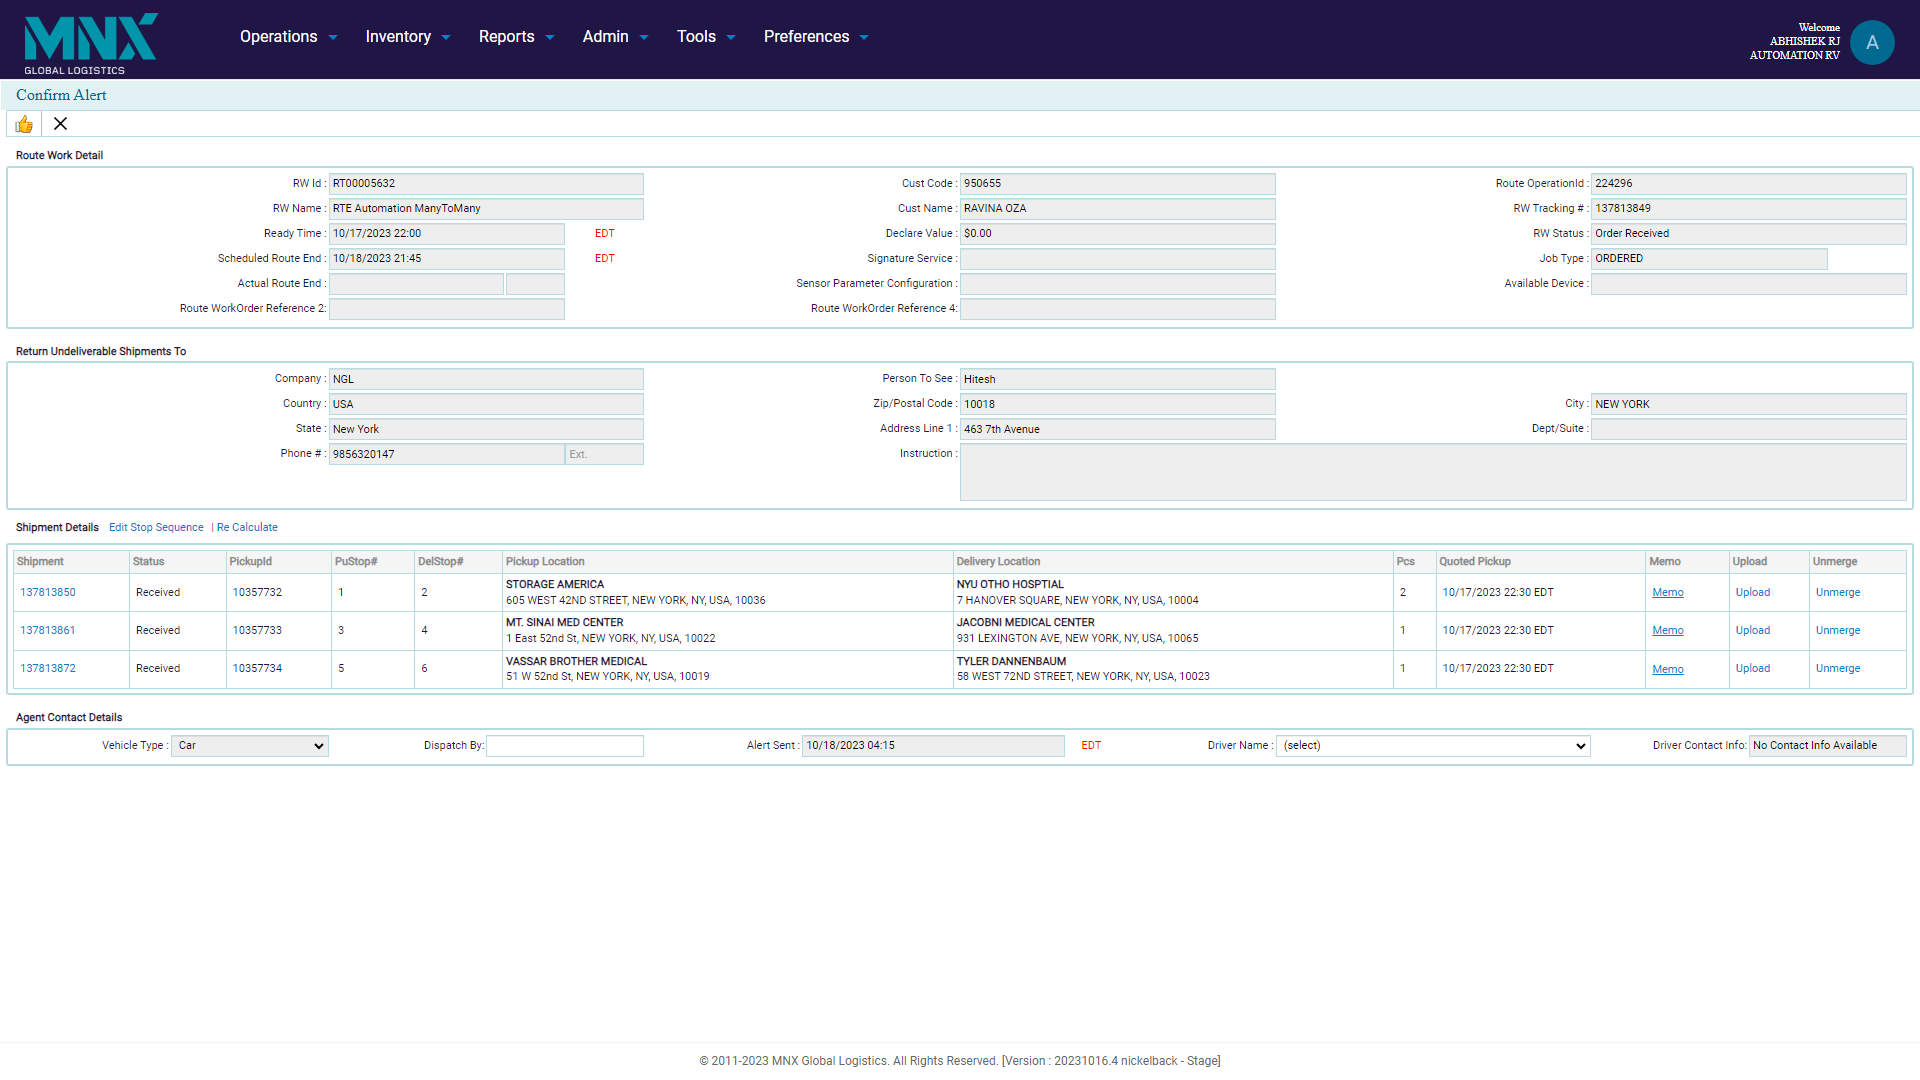 MNX
GLOBAL LOGISTICS
Operations Inventory Reports Admin Tools Preferences
Welcome
ABHISHEK RJ
AUTOMATION RV
A
Confirm Alert
Route Work Detail
RW Id : RT00005632 Cust Code : 950655 Route OperationId : 224296
RW Name : RTE Automation ManyToMany Cust Name : RAVINA OZA RW Tracking # : 137813849
Ready Time : 10/17/2023 22:00 EDT Declare Value : $0.00 RW Status : Order Received
Scheduled Route End : 10/18/2023 21:45 EDT Signature Service : Job Type : ORDERED
Actual Route End : Sensor Parameter Configuration : Available Device :
Route WorkOrder Reference 2: Route WorkOrder Reference 4:
Return Undeliverable Shipments To
Company : NGL Person To See : Hitesh
Country : USA Zip/Postal Code : 10018 City : NEW YORK
State : New York Address Line 1 : 463 7th Avenue Dept/Suite :
Phone # : 9856320147 Ext. Instruction :
Shipment Details Edit Stop Sequence | Re Calculate
Shipment Status PickupId PuStop# DelStop# Pickup Location Delivery Location Pcs Quoted Pickup Memo Upload Unmerge
STORAGE AMERICA NYU OTHO HOSPTIAL
137813850 Received 10357732 1 2 605 WEST 42ND STREET, NEW YORK, NY, USA, 10036 7 HANOVER SQUARE, NEW YORK, NY, USA, 10004 2 10/17/2023 22:30 EDT Memo Upload Unmerge
MT. SINAI MED CENTER JACOBNI MEDICAL CENTER
137813861 Received 10357733 3 4 1 East 52nd St, NEW YORK, NY, USA, 10022 931 LEXINGTON AVE, NEW YORK, NY, USA, 10065 1 10/17/2023 22:30 EDT Memo Upload Unmerge
VASSAR BROTHER MEDICAL TYLER DANNENBAUM
137813872 Received 10357734 5 6 51 W 52nd St, NEW YORK, NY, USA, 10019 58 WEST 72ND STREET, NEW YORK, NY, USA, 10023 1 10/17/2023 22:30 EDT Memo Upload Unmerge
Agent Contact Details
Vehicle Type : Car Dispatch By: Alert Sent : 10/18/2023 04:15 EDT Driver Name : (select) Driver Contact Info: No Contact Info Available
© 2011-2023 MNX Global Logistics. All Rights Reserved. [Version : 20231016.4 nickelback - Stage]